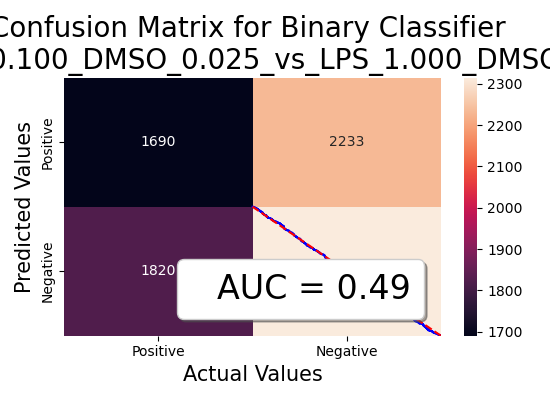 Confusion Matrix for Binary Classifier
0.100_DMSO_0.025_vs_LPS_1.000_DMSO
Predicted Values
Positive
Negative
1690
2233
1820
AUC = 0.49
Positive
Negative
Actual Values
2300
2200
2100
2000
1900
1800
1700